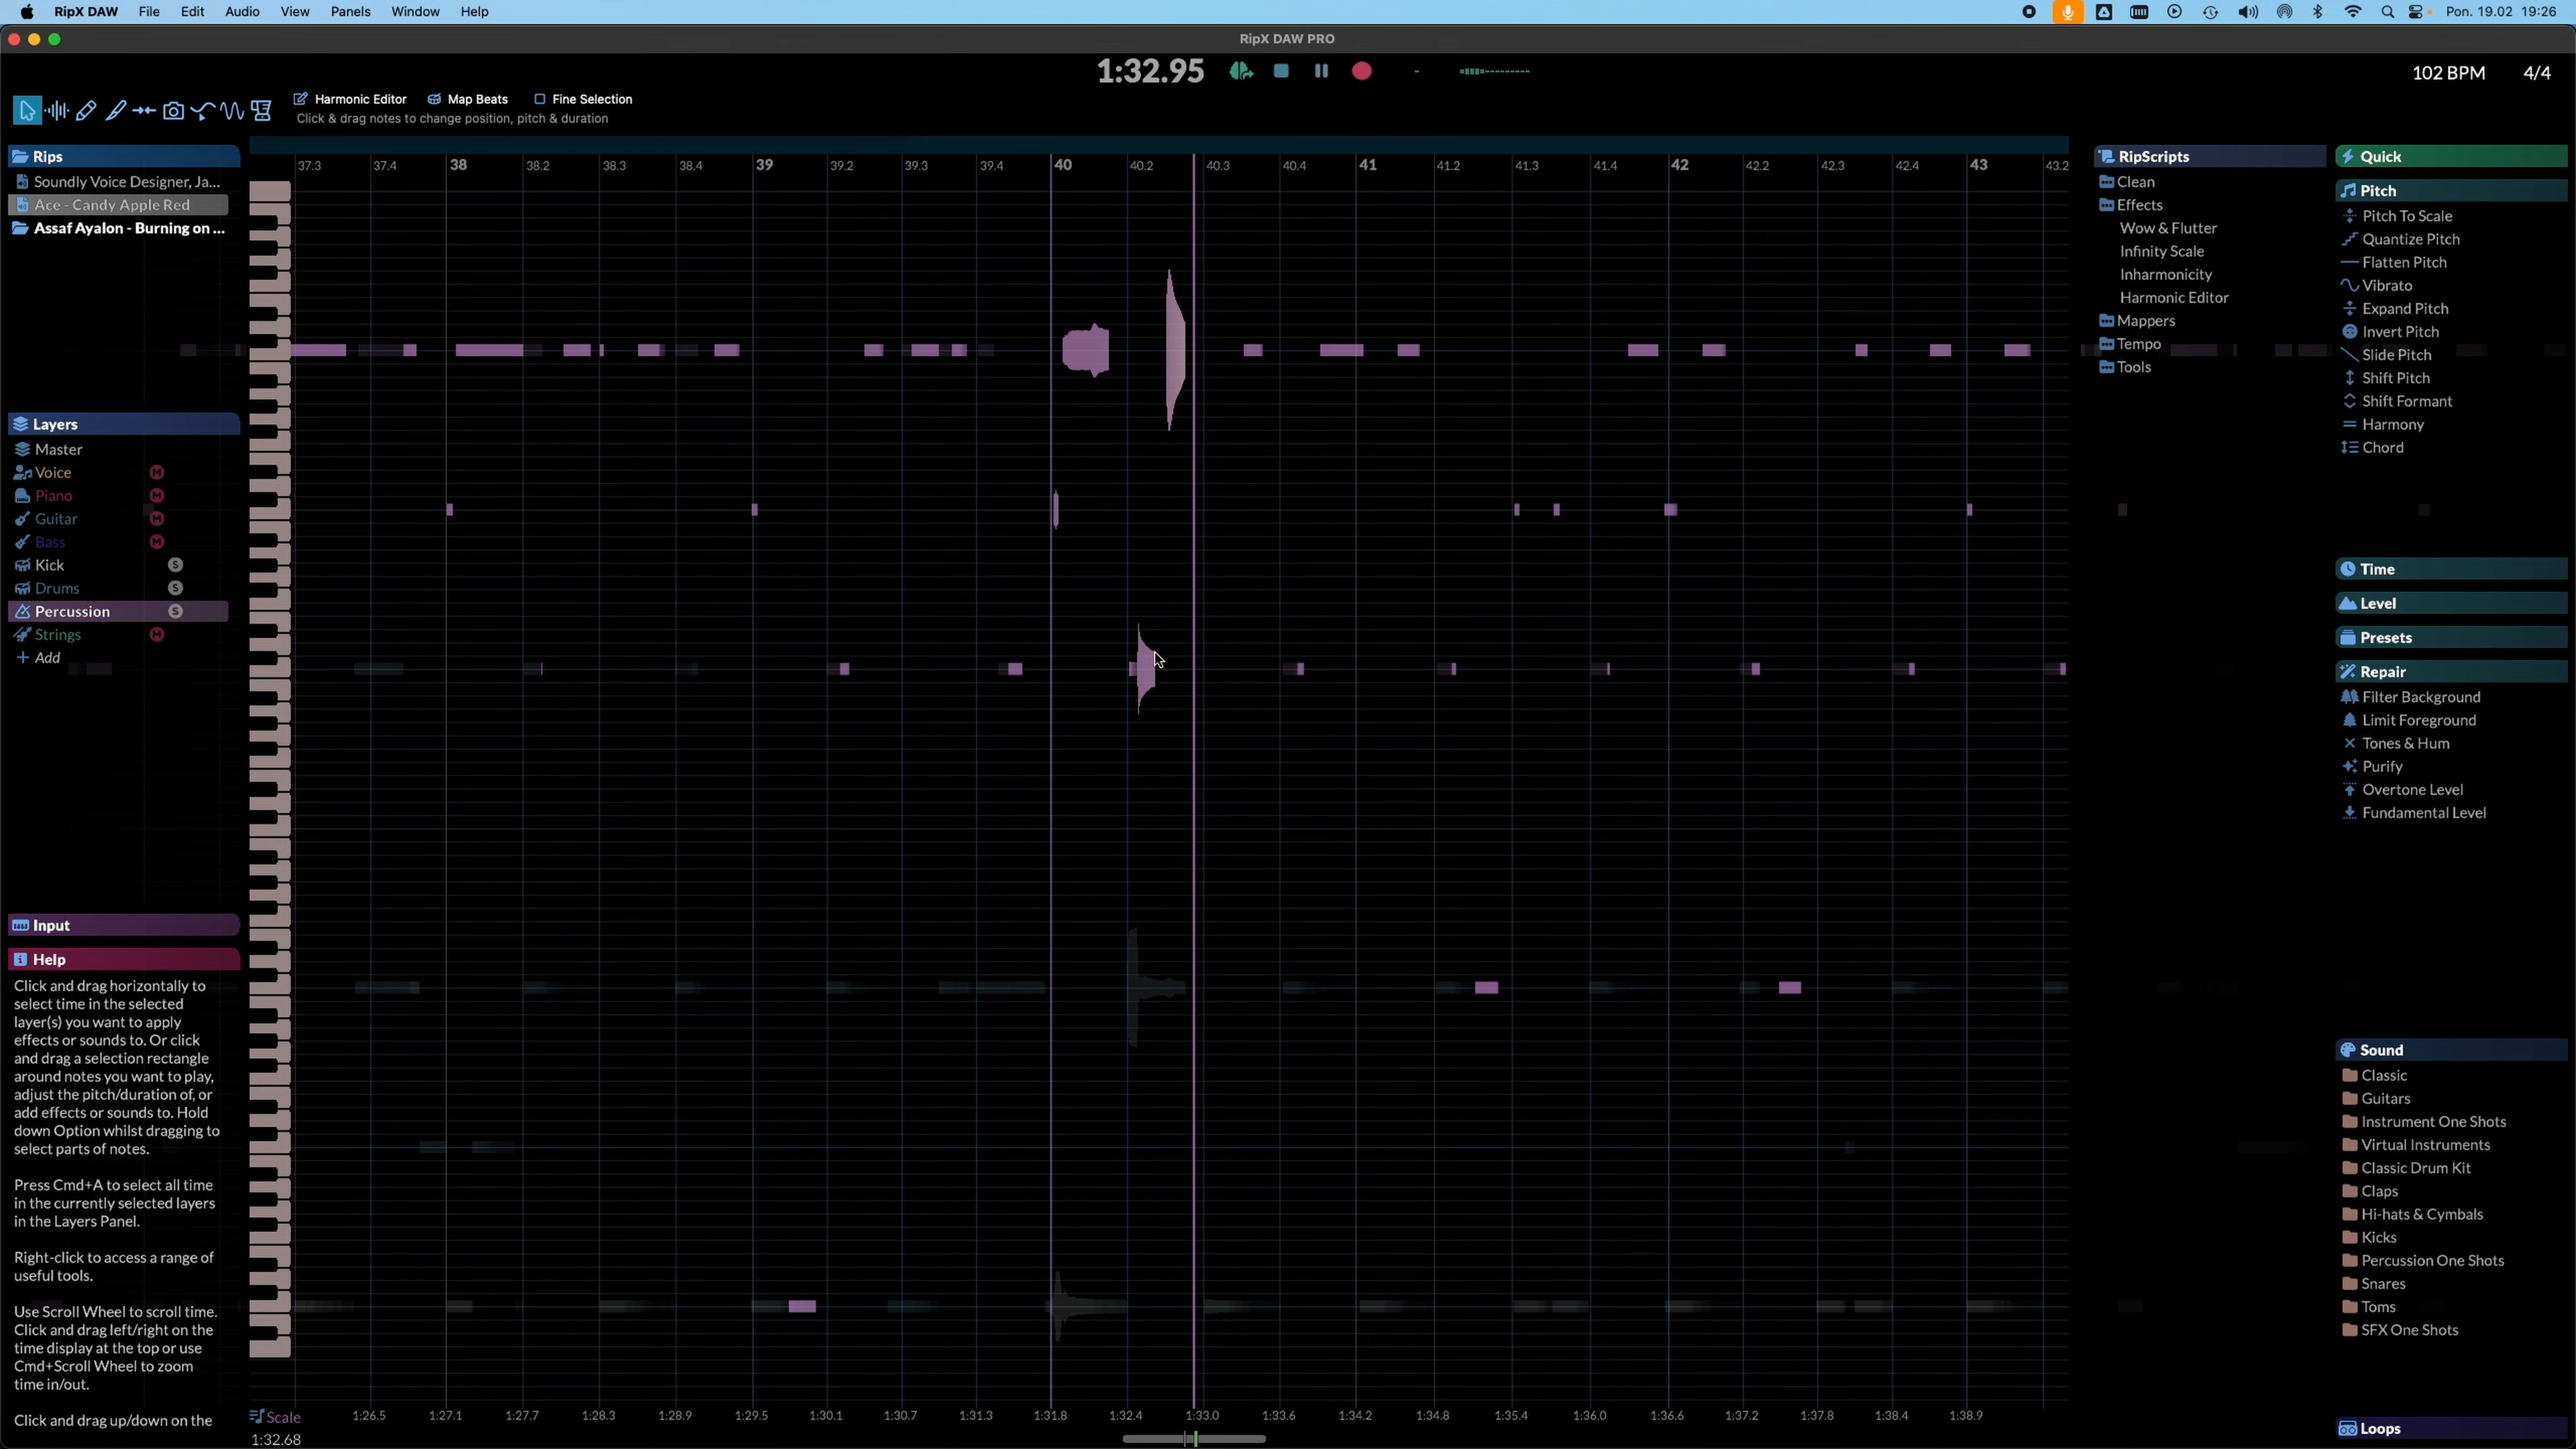 RipX DAW File Edit Audio View Panels Window Help Pon. 19.02 19:26
RipX DAW PRO
1:32.95
102 BPM 4/4
Harmonic Editor Map Beats Fine Selection
Click & drag notes to change position, pitch & duration
Rips
Soundly Voice Designer, Ja...
Ace - Candy Apple Red
Assaf Ayalon - Burning on ...
Layers
Master
Voice M
Piano M
Guitar M
Bass M
Kick S
Drums S
Percussion S
Strings M
+ Add
Input
Help
Click and drag horizontally to
select time in the selected
layer(s) you want to apply
effects or sounds to. Or click
and drag a selection rectangle
around notes you want to play,
adjust the pitch/duration of, or
add effects or sounds to. Hold
down Option whilst dragging to
select parts of notes.
Press Cmd+A to select all time
in the currently selected layers
in the Layers Panel.
Right-click to access a range of
useful tools.
Use Scroll Wheel to scroll time.
Click and drag left/right on the
time display at the top or use
Cmd+Scroll Wheel to zoom
time in/out.
Click and drag up/down on the
37.3 37.4 38 38.2 38.3 38.4 39 39.2 39.3 39.4 40 40.2 40.3 40.4 41 41.2 41.3 41.4 42 42.2 42.3 42.4 43 43.2
Scale 1:26.5 1:27.1 1:27.7 1:28.3 1:28.9 1:29.5 1:30.1 1:30.7 1:31.3 1:31.8 1:32.4 1:33.0 1:33.6 1:34.2 1:34.8 1:35.4 1:36.0 1:36.6 1:37.2 1:37.8 1:38.4 1:38.9
1:32.68
RipScripts
Clean
Effects
Wow & Flutter
Infinity Scale
Inharmonicity
Harmonic Editor
Mappers
Tempo
Tools
Quick
Pitch
Pitch To Scale
Quantize Pitch
Flatten Pitch
Vibrato
Expand Pitch
Invert Pitch
Slide Pitch
Shift Pitch
Shift Formant
Harmony
Chord
Time
Level
Presets
Repair
Filter Background
Limit Foreground
Tones & Hum
Purify
Overtone Level
Fundamental Level
Sound
Classic
Guitars
Instrument One Shots
Virtual Instruments
Classic Drum Kit
Claps
Hi-hats & Cymbals
Kicks
Percussion One Shots
Snares
Toms
SFX One Shots
Loops